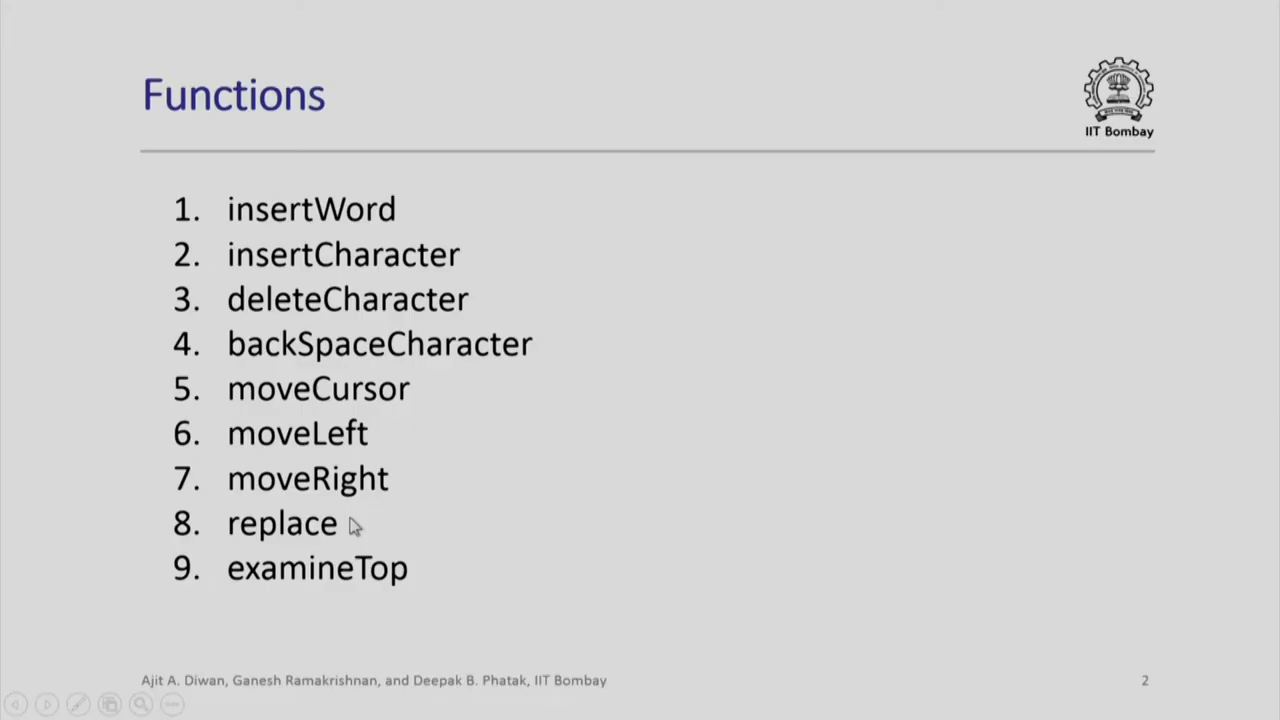 Functions
IIT Bombay
1. insertWord
2. insertCharacter
3. deleteCharacter
4. backSpaceCharacter
5. moveCursor
6. moveLeft
7. moveRight
8. replace
9. examineTop
Ajit A. Diwan, Ganesh Ramakrishnan, and Deepak B. Phatak, IIT Bombay
2